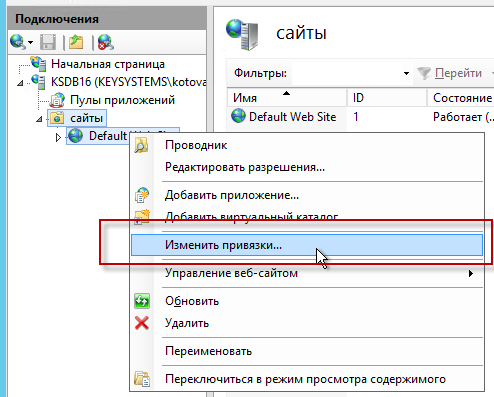 Подключения
Начальная страница
KSDB16 (KEYSYSTEMS\kotova
Пулы приложений
сайты
Default Web Si
сайты
Фильтры:
Перейти
Имя
ID
Состояние
Default Web Site
1
Работает (...
Проводник
Редактировать разрешения...
Добавить приложение...
Добавить виртуальный каталог
Изменить привязки...
Управление веб-сайтом
Обновить
Удалить
Переименовать
Переключиться в режим просмотра содержимого